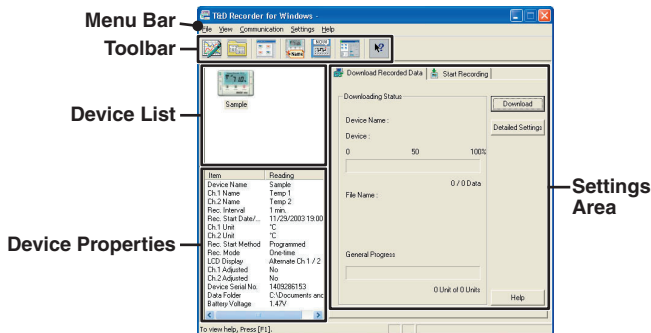 T&D Recorder for Windows -
Menu Bar
File View Communication Settings Help
Toolbar
Download Recorded Data Start Recording
Sample
Device List
Downloading Status
Download
Device Name :
Detailed Settings
Device :
0 50 100%
0 / 0 Data
File Name :
Settings
Area
Item Reading
Device Name Sample
Ch.1 Name Temp 1
Ch.2 Name Temp 2
Rec. Interval 1 min.
Rec. Start Date/... 11/29/2003 19:00
Ch.1 Unit °C
Ch.2 Unit °C
Rec. Start Method Programmed
Rec. Mode One-time
LCD Display Alternate Ch 1 / 2
Ch.1 Adjusted No
Ch.2 Adjusted No
Device Serial No. 1409286153
Data Folder C:\Documents and
Battery Voltage 1.47V
Device Properties
General Progress
0 Unit of 0 Units
Help
To view help, Press [F1].